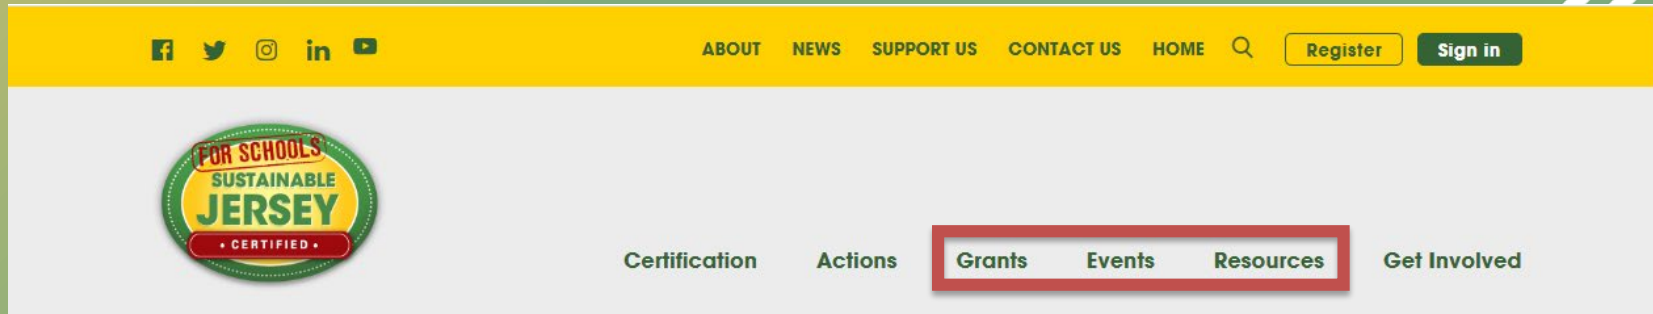 ABOUT NEWS SUPPORT US CONTACT US HOME Register Sign in
FOR SCHOOLS
SUSTAINABLE
JERSEY
• CERTIFIED •
Certification Actions Grants Events Resources Get Involved